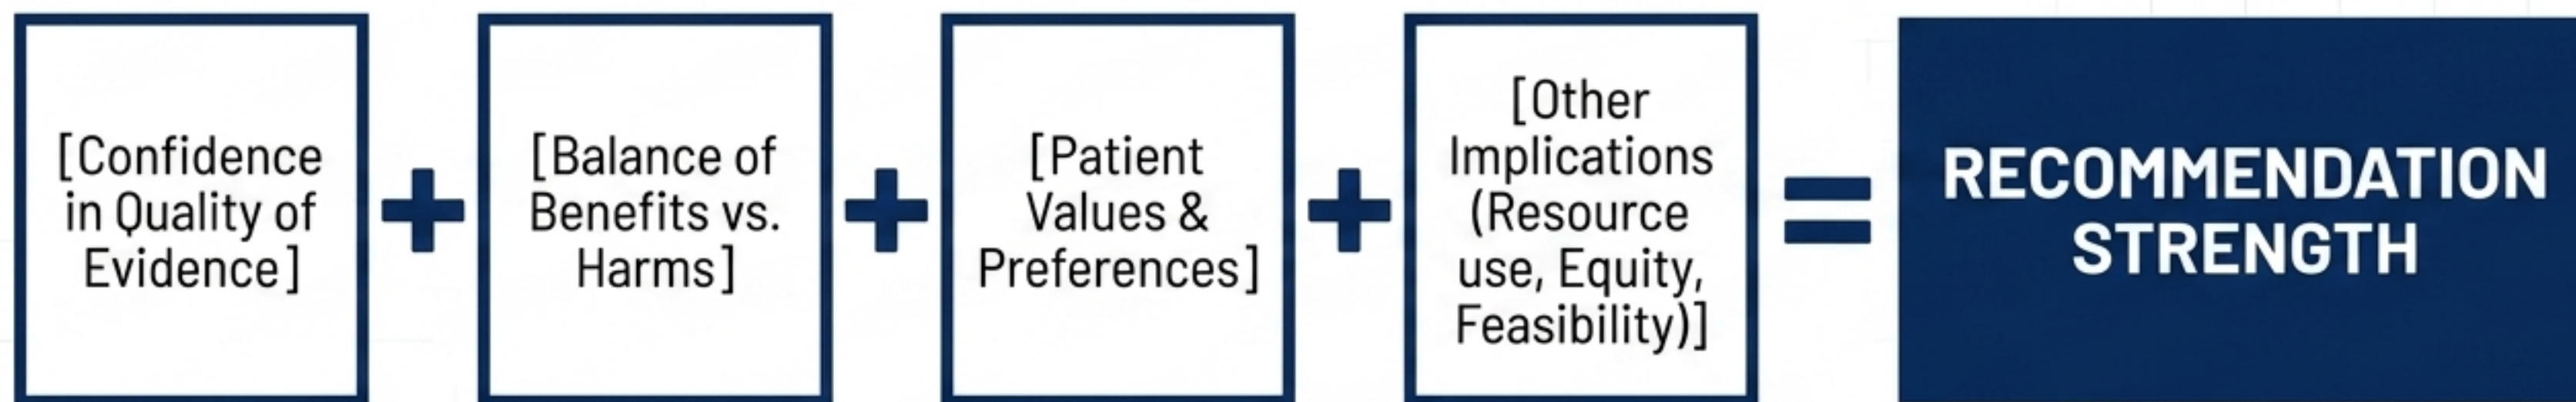 [Confidence
in Quality of
Evidence]
+
[Balance of
Benefits vs.
Harms]
+
[Patient
Values &
Preferences]
+
[Other
Implications
(Resource
use, Equity,
Feasibility)]
=
RECOMMENDATION
STRENGTH